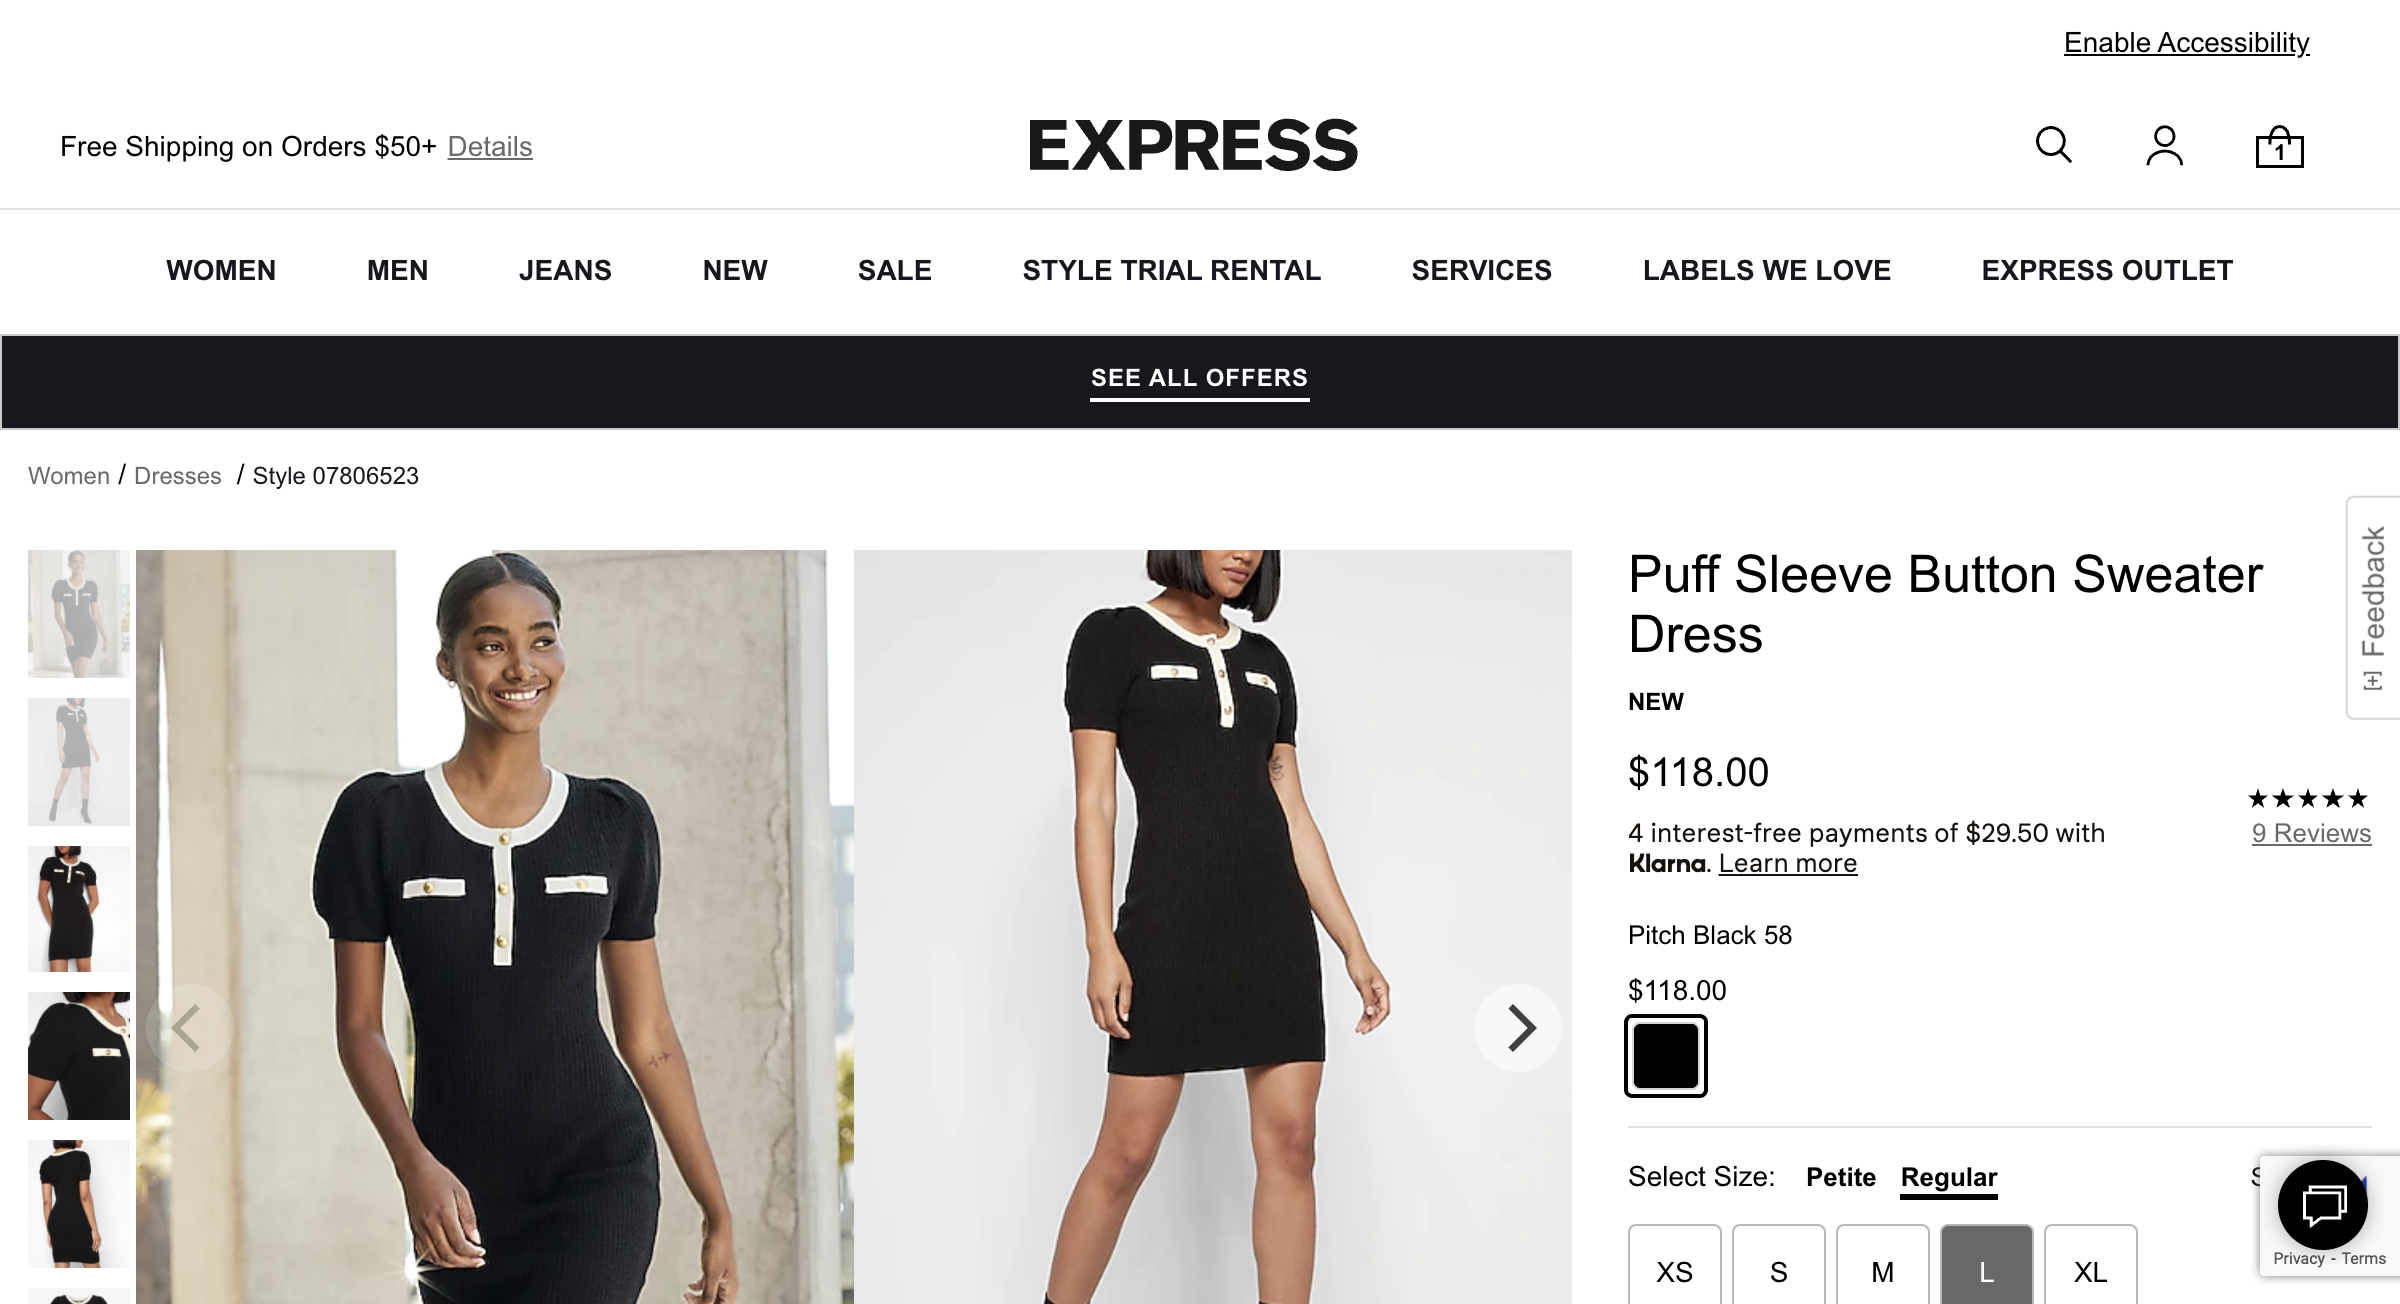 Enable Accessibility
Free Shipping on Orders $50+ Details
EXPRESS
1
WOMEN MEN JEANS NEW SALE STYLE TRIAL RENTAL SERVICES LABELS WE LOVE EXPRESS OUTLET
SEE ALL OFFERS
Women / Dresses / Style 07806523
[+] Feedback
Puff Sleeve Button Sweater
Dress
NEW
$118.00
4 interest-free payments of $29.50 with
Klarna. Learn more
★★★★★
9 Reviews
Pitch Black 58
$118.00
Select Size: Petite Regular
XS S M L XL
Privacy - Terms